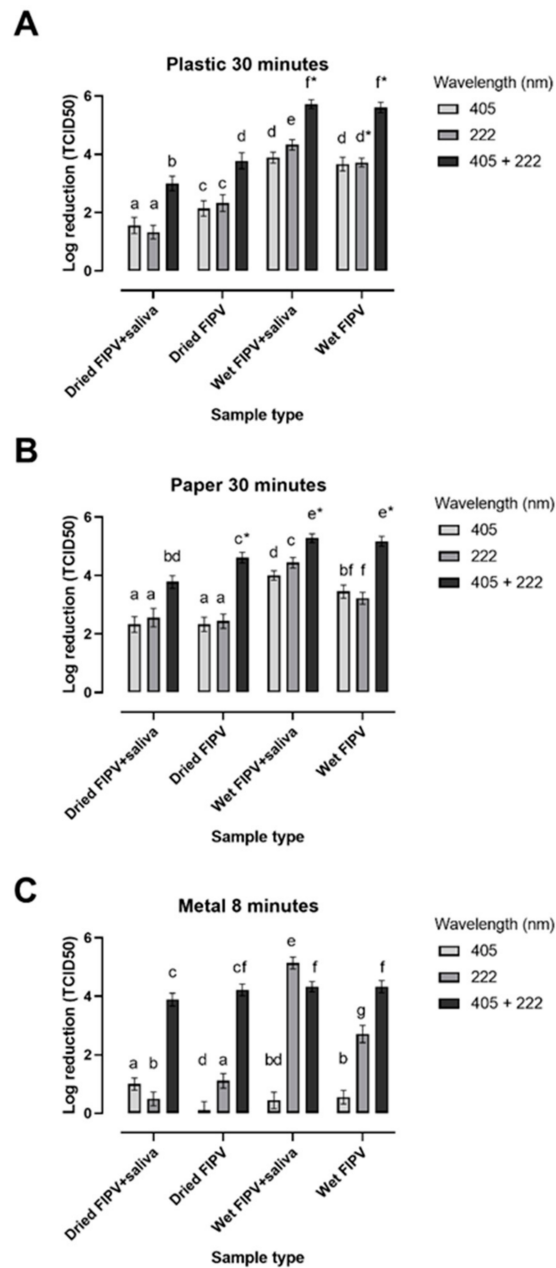 A
Plastic 30 minutes
f*
f*
Wavelength (nm)
405
222
405 + 222
Log reduction (TCID50)
6
4
2
0
a
a
b
c
c
d
d
e
d
d*
Dried FIPV+saliva
Dried FIPV
Wet FIPV+saliva
Wet FIPV
Sample type
B
Paper 30 minutes
Wavelength (nm)
405
222
405 + 222
Log reduction (TCID50)
6
4
2
0
a
a
bd
a
a
c*
d
c
e*
bf
f
e*
Dried FIPV+saliva
Dried FIPV
Wet FIPV+saliva
Wet FIPV
Sample type
C
Metal 8 minutes
Wavelength (nm)
405
222
405 + 222
Log reduction (TCID50)
6
4
2
0
a
b
c
d
a
cf
bd
e
f
b
g
f
Dried FIPV+saliva
Dried FIPV
Wet FIPV+saliva
Wet FIPV
Sample type